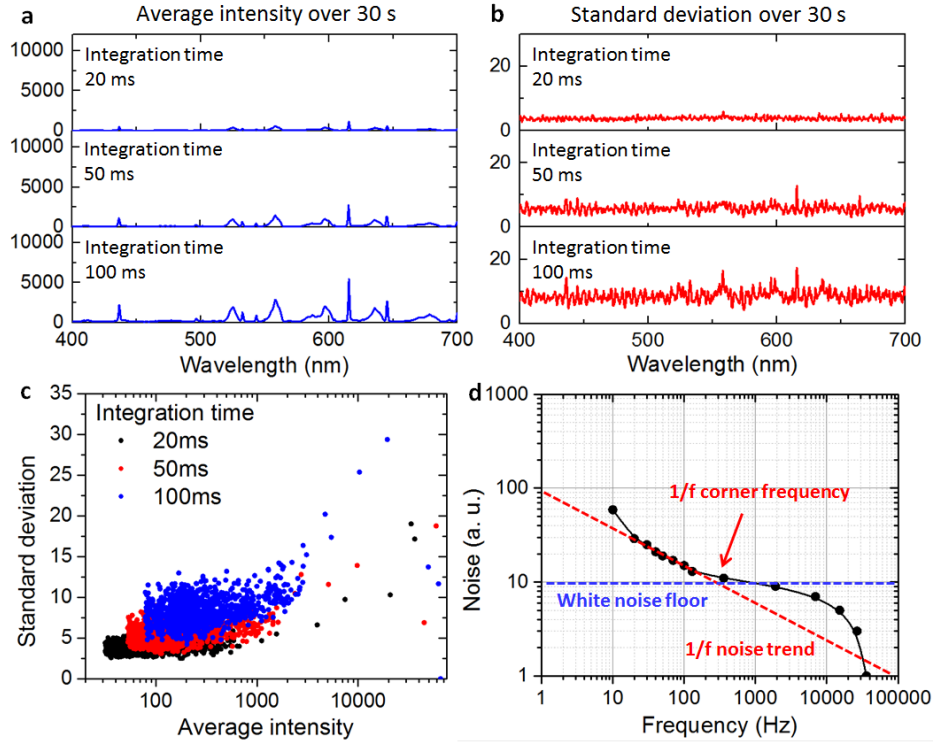 a Average intensity over 30 s
10000
5000
0
Integration time
20 ms
10000
5000
0
Integration time
50 ms
10000
5000
0
Integration time
100 ms
400 500 600 700
Wavelength (nm)
b Standard deviation over 30 s
20
0
Integration time
20 ms
20
0
Integration time
50 ms
20
0
Integration time
100 ms
400 500 600 700
Wavelength (nm)
c
35
30
25
20
15
10
5
0
Standard deviation
Integration time
20ms
50ms
100ms
100 1000 10000
Average intensity
d
1000
100
10
1
Noise (a. u.)
1/f corner frequency
White noise floor
1/f noise trend
1 10 100 1000 10000 100000
Frequency (Hz)